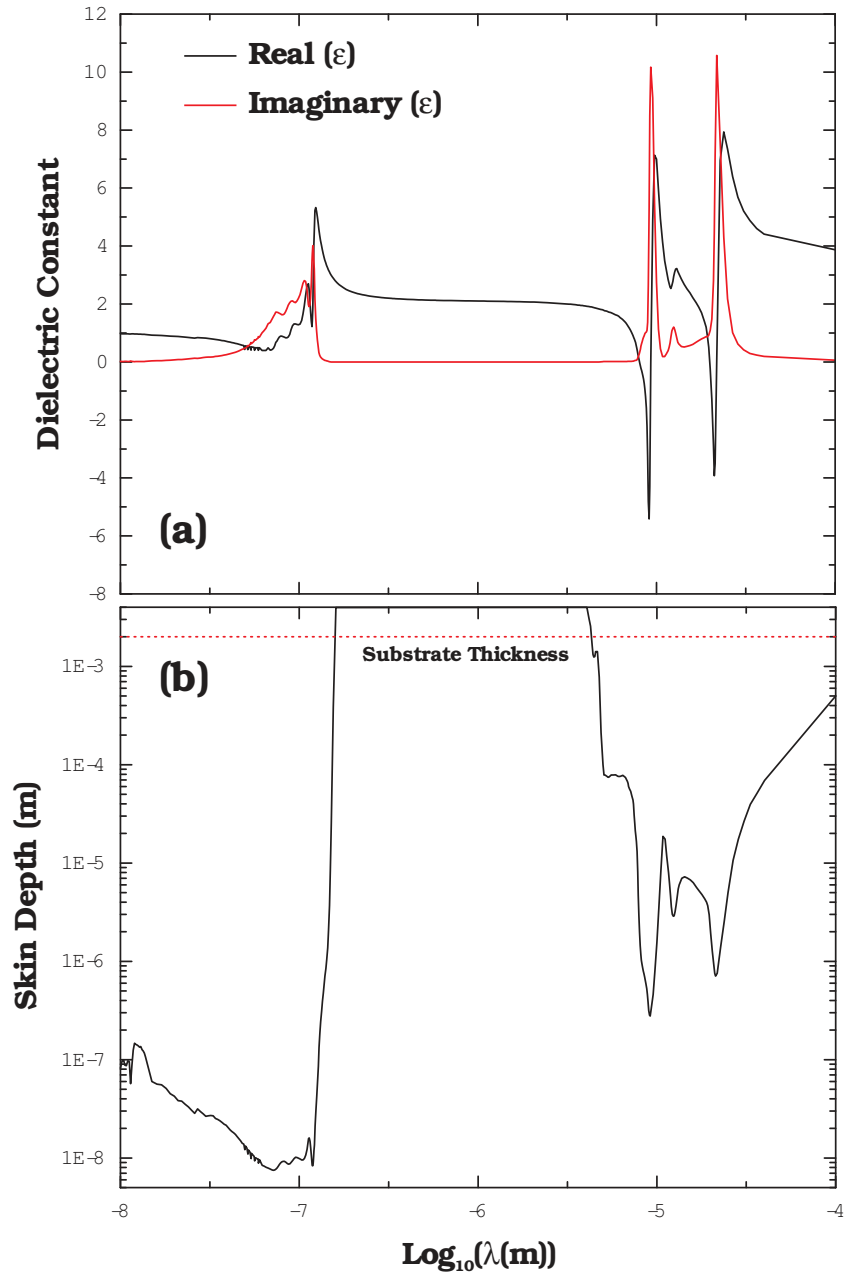 12
10
8
6
4
2
0
-2
-4
-6
-8
Dielectric Constant
Real (ε)
Imaginary (ε)
(a)
1E-3
1E-4
1E-5
1E-6
1E-7
1E-8
Skin Depth (m)
(b)
Substrate Thickness
-8 -7 -6 -5 -4
Log₁₀(λ(m))